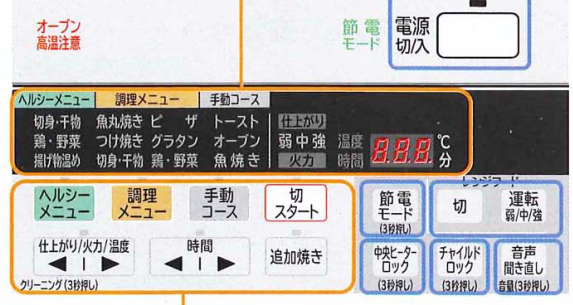 オーブン
高温注意
節電
モード
電源
切/入
ヘルシーメニュー 調理メニュー 手動コース
切身・干物 魚丸焼き ピザ トースト 仕上がり
鶏・野菜 つけ焼き グラタン オーブン 弱 中 強 温度 ℃
揚げ物温め 切身・干物 鶏・野菜 魚焼き 火力 時間 8.8.8. 分
レンジフード
ヘルシー
メニュー
調理
メニュー
手動
コース
切
スタート
節電
モード
(3秒押し)
切
運転
弱/中/強
仕上がり/火力/温度
時間
追加焼き
クリーニング(3秒押し)
中央ヒーター
ロック
(3秒押し)
チャイルド
ロック
(3秒押し)
音声
聞き直し
音量(3秒押し)